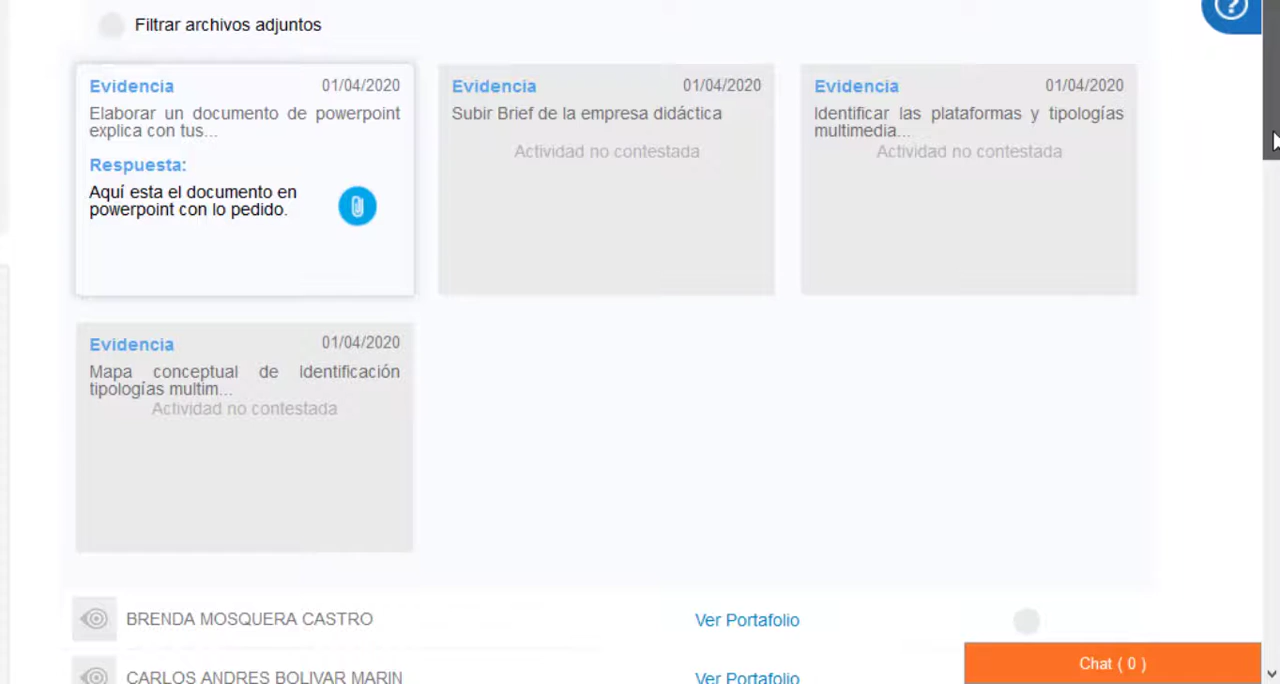 Filtrar archivos adjuntos
Evidencia 01/04/2020
Elaborar un documento de powerpoint
explica con tus...
Respuesta:
Aquí esta el documento en
powerpoint con lo pedido.
Evidencia 01/04/2020
Subir Brief de la empresa didáctica
Actividad no contestada
Evidencia 01/04/2020
Identificar las plataformas y tipologías
multimedia...
Actividad no contestada
Evidencia 01/04/2020
Mapa conceptual de Identificación
tipologías multim...
Actividad no contestada
BRENDA MOSQUERA CASTRO Ver Portafolio
CARLOS ANDRES BOLIVAR MARIN Ver Portafolio
Chat ( 0 )